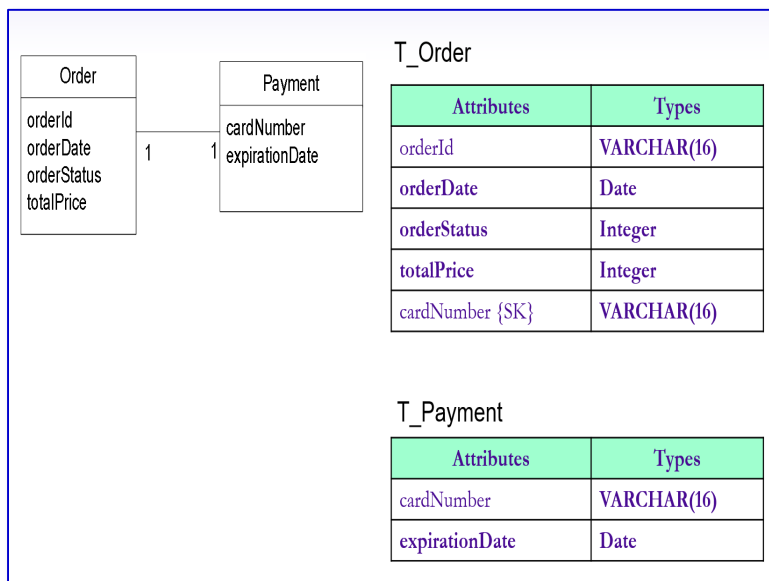 Order
orderId
orderDate
orderStatus
totalPrice
1
1
Payment
cardNumber
expirationDate
T_Order
Attributes Types
orderId VARCHAR(16)
orderDate Date
orderStatus Integer
totalPrice Integer
cardNumber {SK} VARCHAR(16)
T_Payment
Attributes Types
cardNumber VARCHAR(16)
expirationDate Date